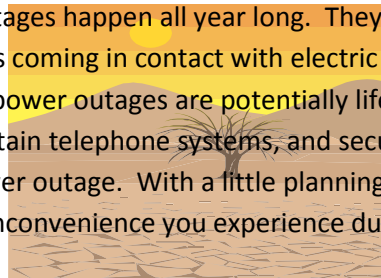 tages happen all year long. They
s coming in contact with electric
power outages are potentially life
tain telephone systems, and secu
er outage. With a little planning
nconvenience you experience du